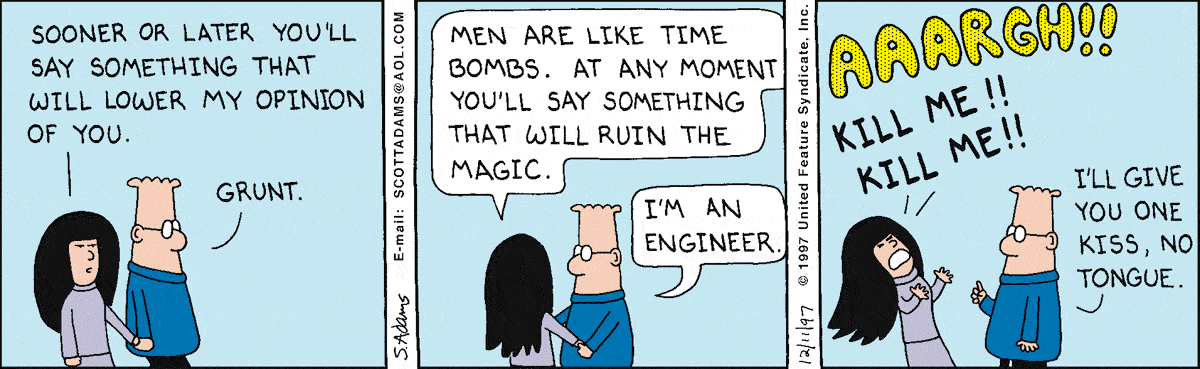 SOONER OR LATER YOU'LL
SAY SOMETHING THAT
WILL LOWER MY OPINION
OF YOU.
GRUNT.
S.Adams
E-mail: SCOTTADAMS@AOL.COM
MEN ARE LIKE TIME
BOMBS. AT ANY MOMENT
YOU'LL SAY SOMETHING
THAT WILL RUIN THE
MAGIC.
I'M AN
ENGINEER.
12/11/97 © 1997 United Feature Syndicate, Inc.
AAAARGH!!
KILL ME!!
KILL ME!!
I'LL GIVE
YOU ONE
KISS, NO
TONGUE.